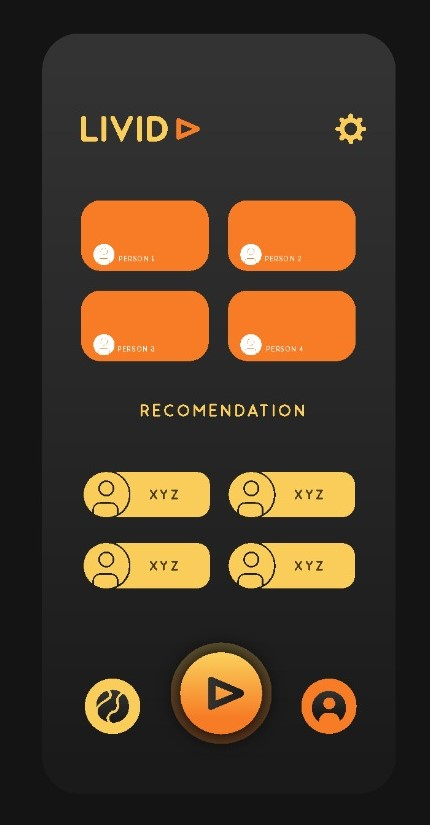 LIVID
PERSON 1
PERSON 2
PERSON 3
PERSON 4
RECOMENDATION
XYZ
XYZ
XYZ
XYZ